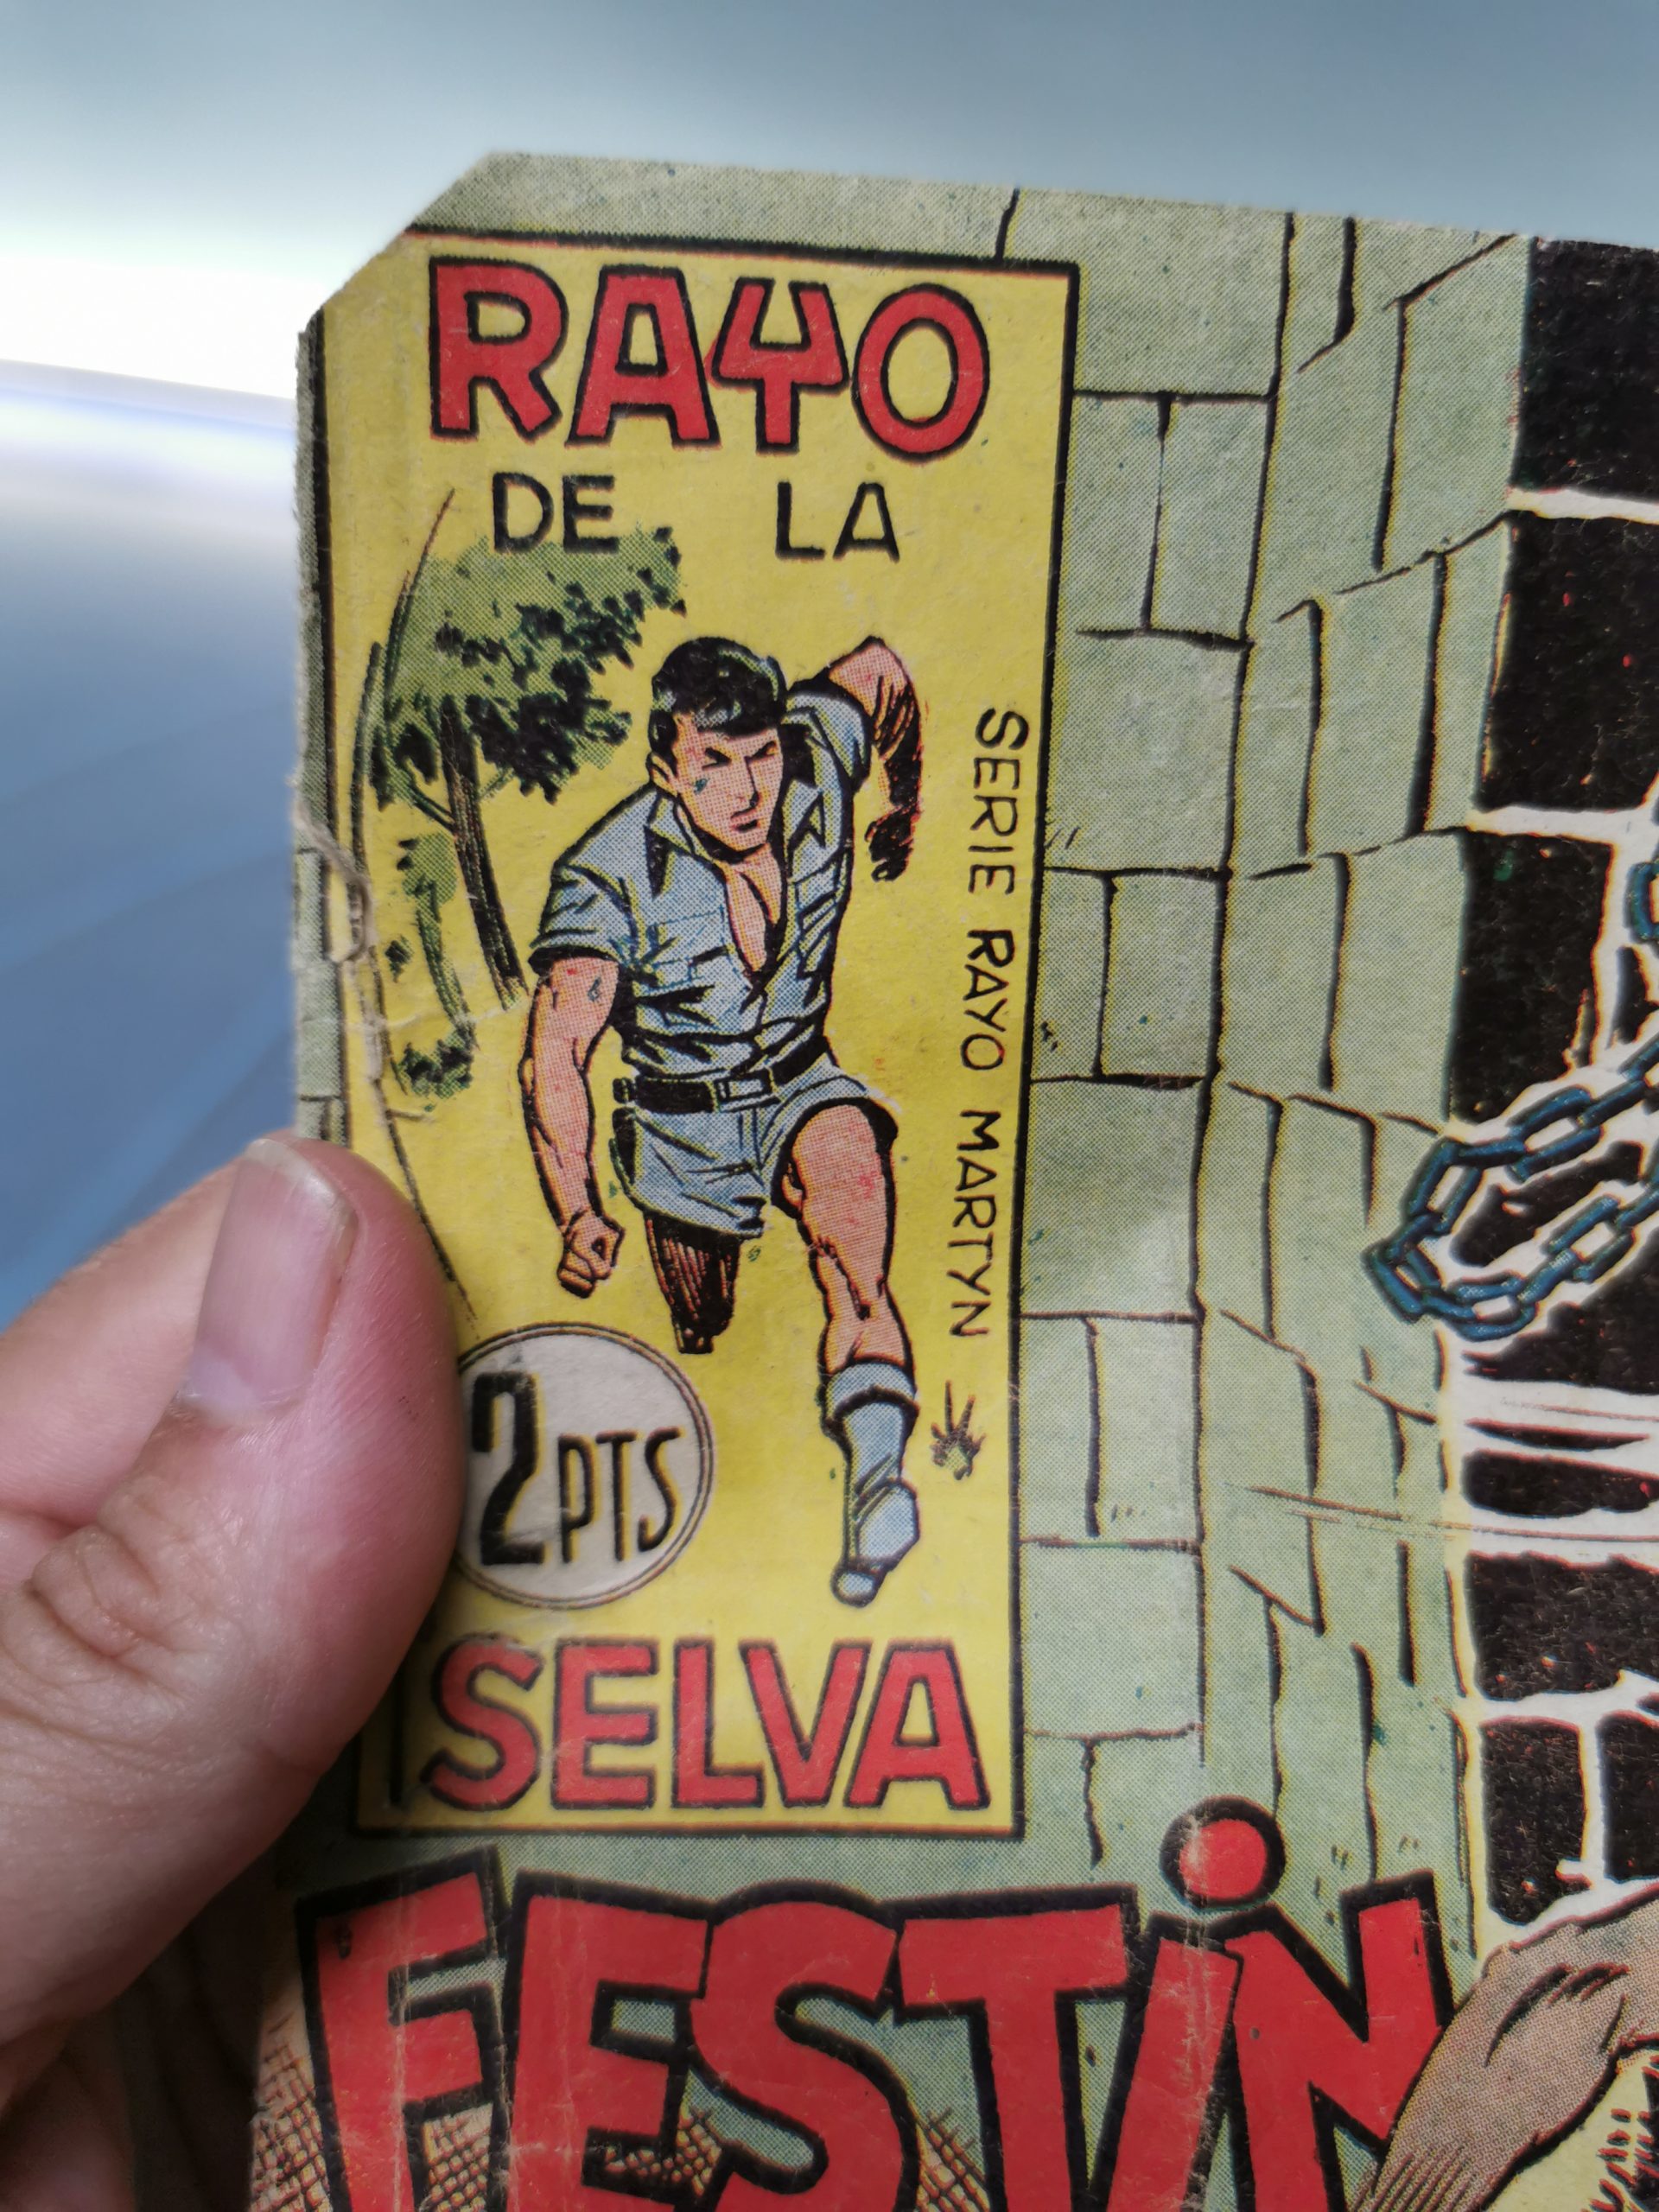 RAYO
DE LA
SERIE RAYO MARTYN
2 PTS
SELVA
FESTIN